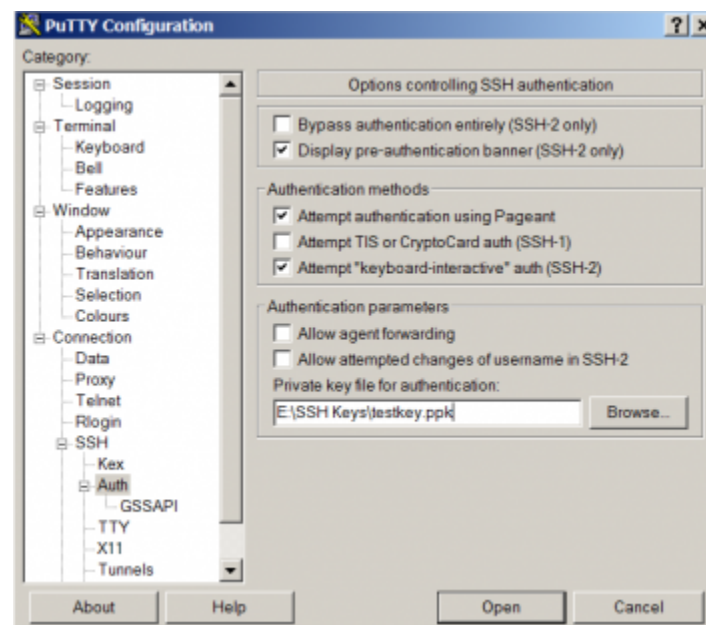 PuTTY Configuration
Category:
Session
Logging
Terminal
Keyboard
Bell
Features
Window
Appearance
Behaviour
Translation
Selection
Colours
Connection
Data
Proxy
Telnet
Rlogin
SSH
Kex
Auth
GSSAPI
TTY
X11
Tunnels
Options controlling SSH authentication
Bypass authentication entirely (SSH-2 only)
Display pre-authentication banner (SSH-2 only)
Authentication methods
Attempt authentication using Pageant
Attempt TIS or CryptoCard auth (SSH-1)
Attempt "keyboard-interactive" auth (SSH-2)
Authentication parameters
Allow agent forwarding
Allow attempted changes of username in SSH-2
Private key file for authentication:
E:\SSH Keys\testkey.ppk
Browse...
About
Help
Open
Cancel